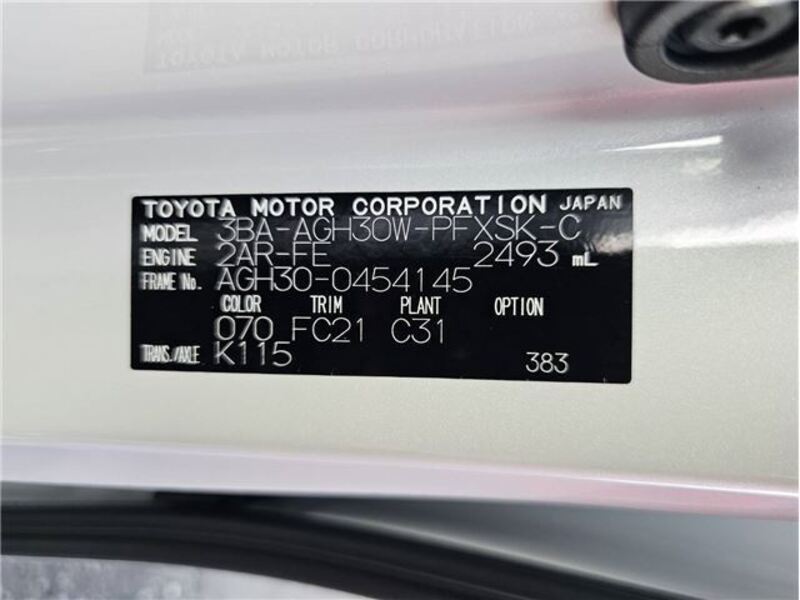 TOYOTA MOTOR CORPORATION JAPAN
MODEL 3BA-AGH30W-PFXSK-C
ENGINE 2AR-FE 2493 mL
FRAME No. AGH30-0454145
COLOR TRIM PLANT OPTION
070 FC21 C31
TRANS./AXLE K115 383